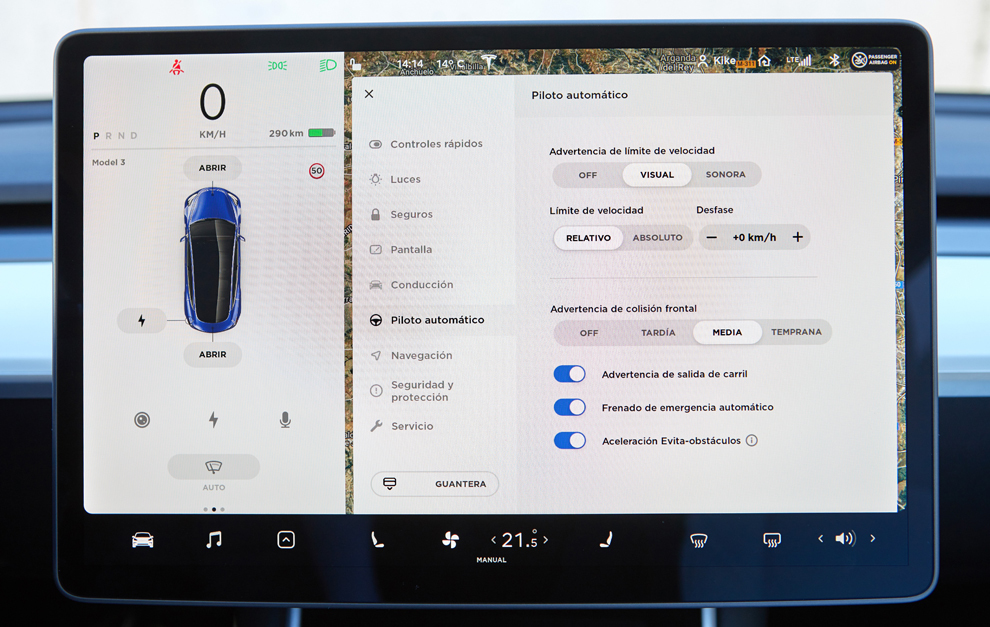 14:14
14° C
Anchuelo
Arganda
del Rey
Kike
LTE
PASSENGER
AIRBAG ON
0
KM/H
P R N D
290 km
Model 3
ABRIR
50
ABRIR
AUTO
Controles rápidos
Luces
Seguros
Pantalla
Conducción
Piloto automático
Navegación
Seguridad y
protección
Servicio
GUANTERA
Piloto automático
Advertencia de límite de velocidad
OFF VISUAL SONORA
Límite de velocidad Desfase
RELATIVO ABSOLUTO − +0 km/h +
Advertencia de colisión frontal
OFF TARDÍA MEDIA TEMPRANA
Advertencia de salida de carril
Frenado de emergencia automático
Aceleración Evita-obstáculos
21.5°
MANUAL